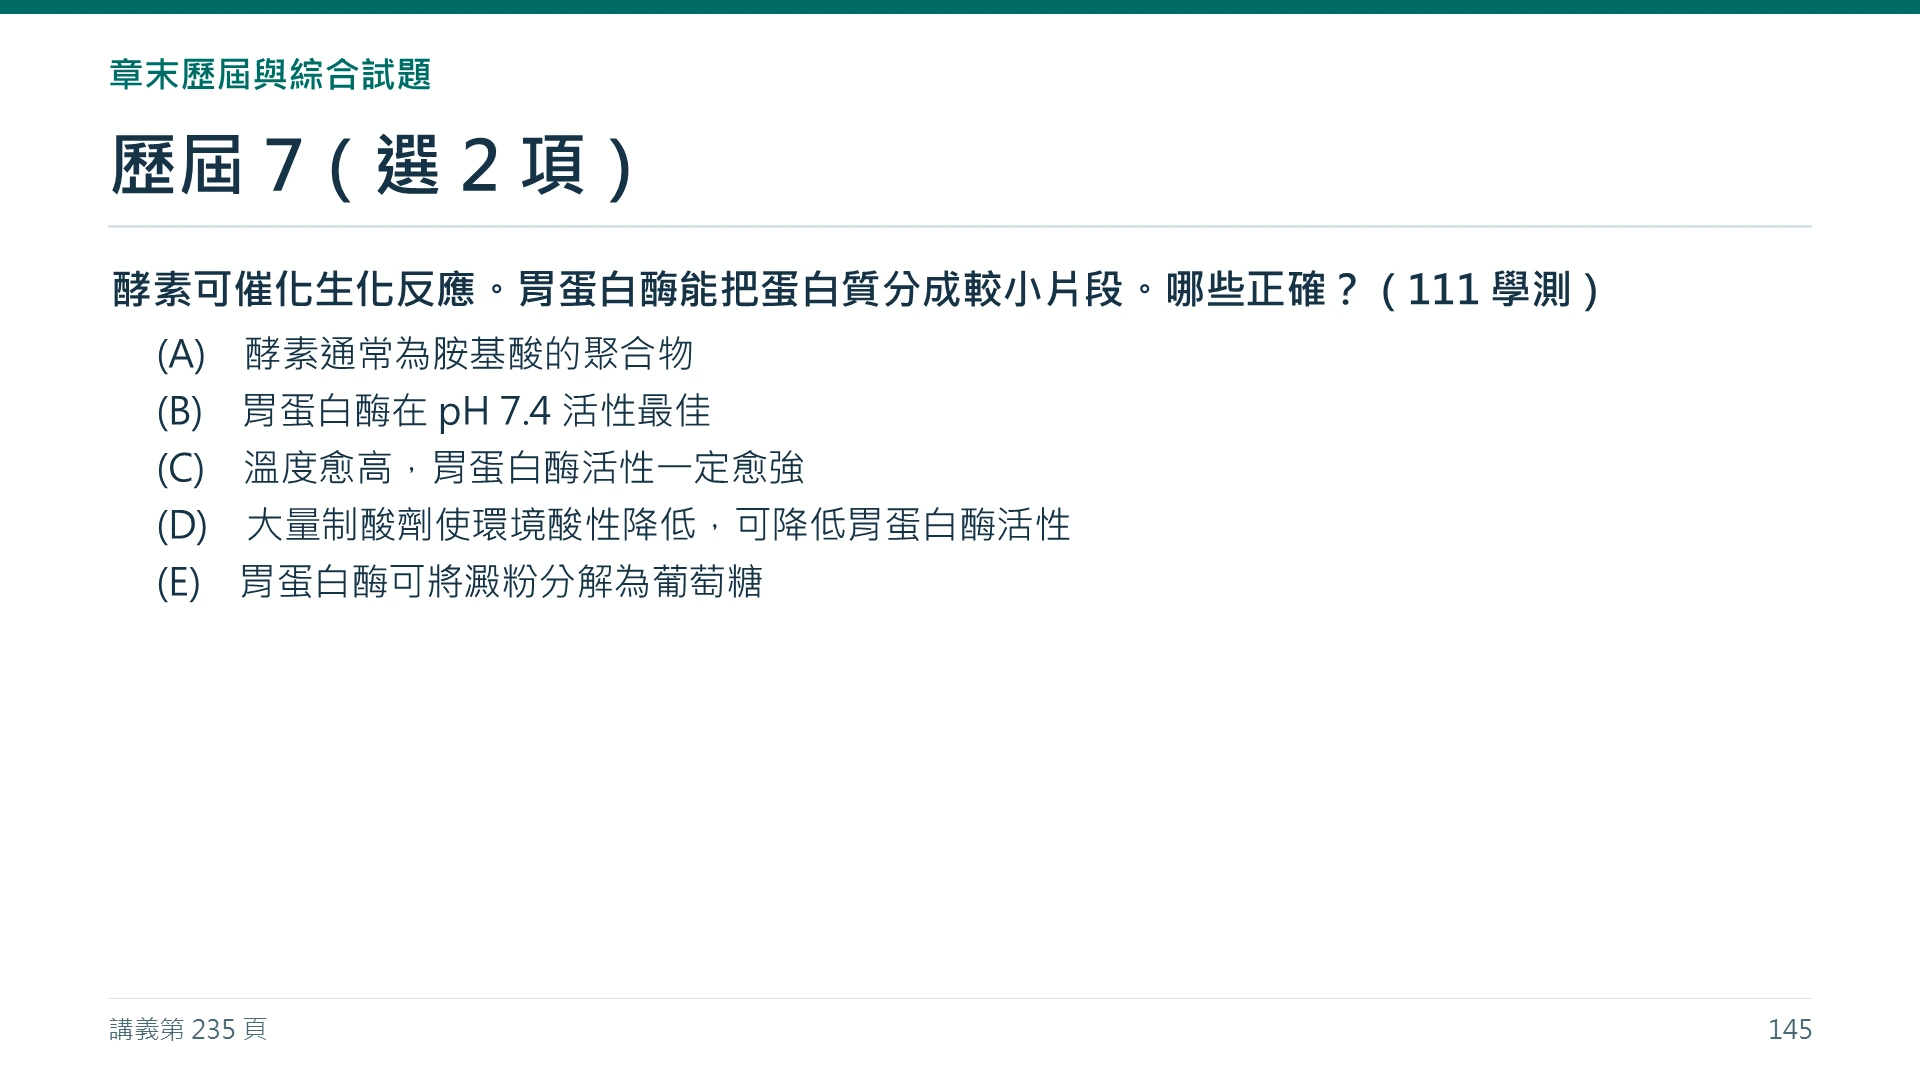 章末歷屆與綜合試題
歷屆 7（選 2 項）
酵素可催化生化反應。胃蛋白酶能把蛋白質分成較小片段。哪些正確？（111 學測）
(A) 酵素通常為胺基酸的聚合物
(B) 胃蛋白酶在 pH 7.4 活性最佳
(C) 溫度愈高，胃蛋白酶活性一定愈強
(D) 大量制酸劑使環境酸性降低，可降低胃蛋白酶活性
(E) 胃蛋白酶可將澱粉分解為葡萄糖
講義第 235 頁
145